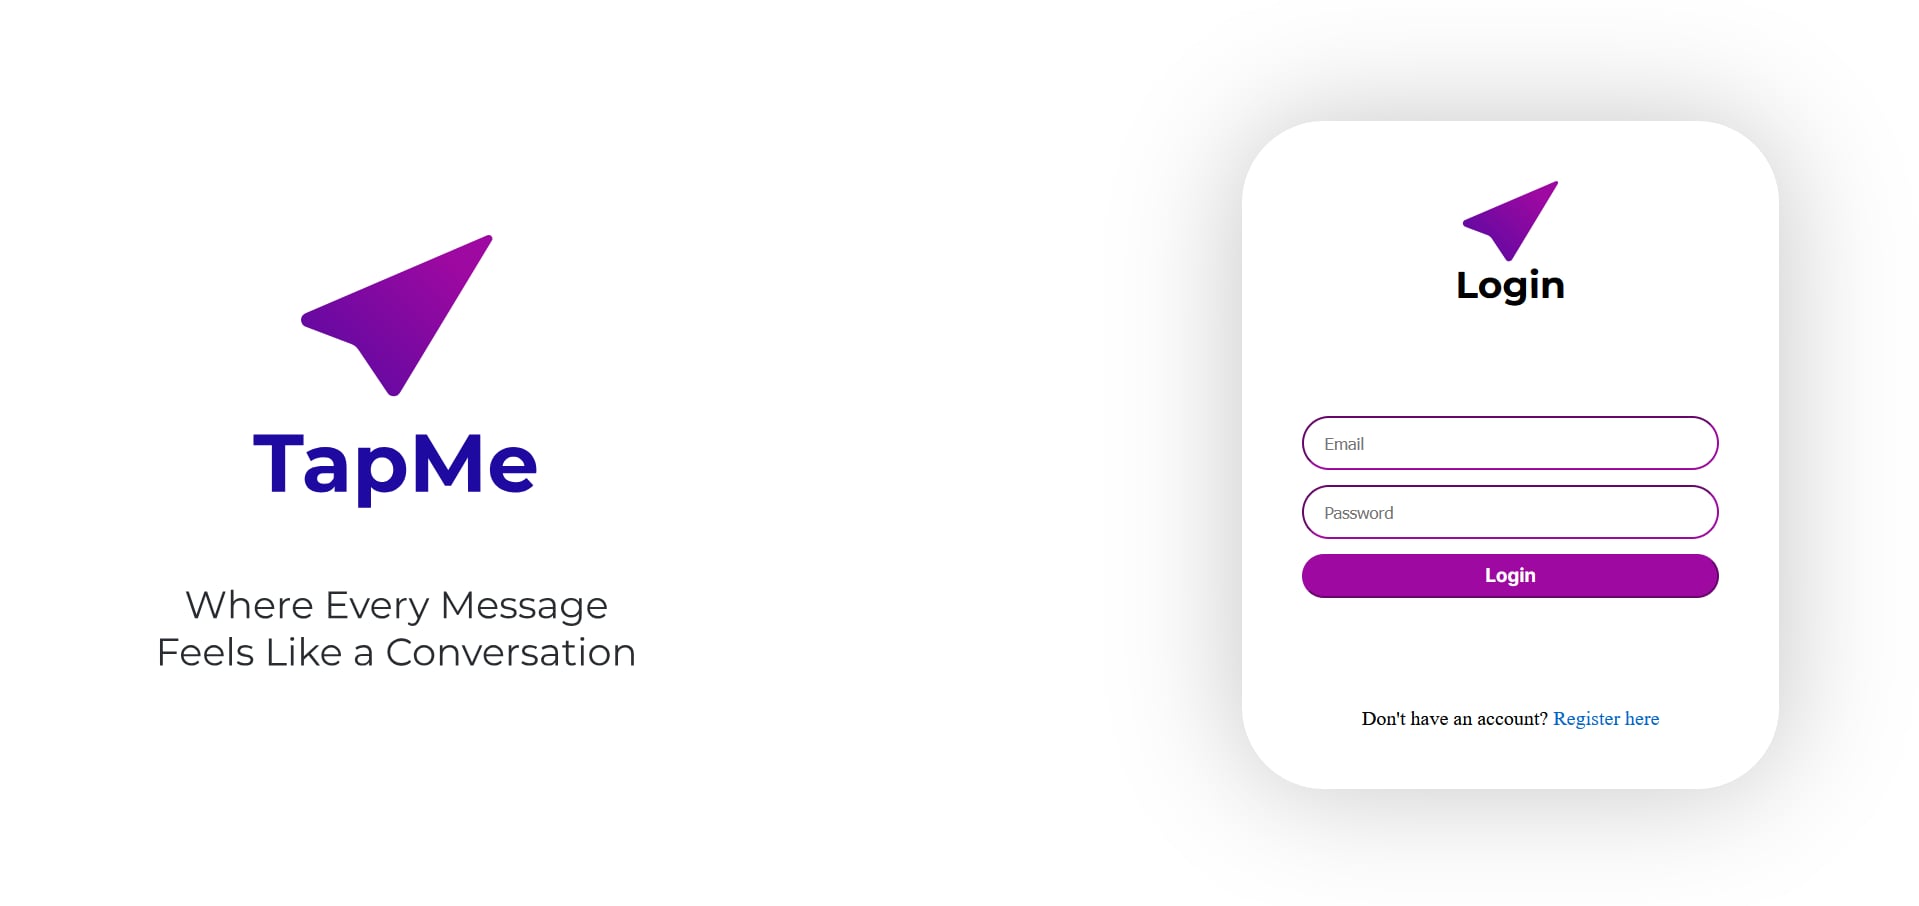 TapMe
Where Every Message
Feels Like a Conversation
Login
Email
Password
Login
Don't have an account? Register here